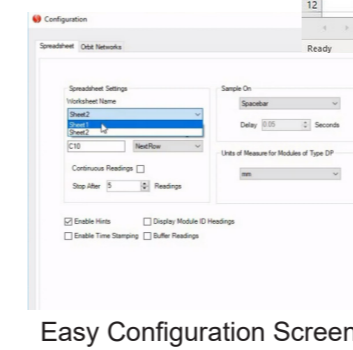 12
Configuration
Ready
Spreadsheet Orbit Networks
Spreadsheet Settings
Worksheet Name
Sheet2
Sheet1
Sheet2
C10 NextRow
Continuous Readings
Stop After 5 Readings
Sample On
Spacebar
Delay 0.05 Seconds
Units of Measure for Modules of Type DP
mm
Enable Hints Display Module ID Headings
Enable Time Stamping Buffer Readings
Easy Configuration Screen